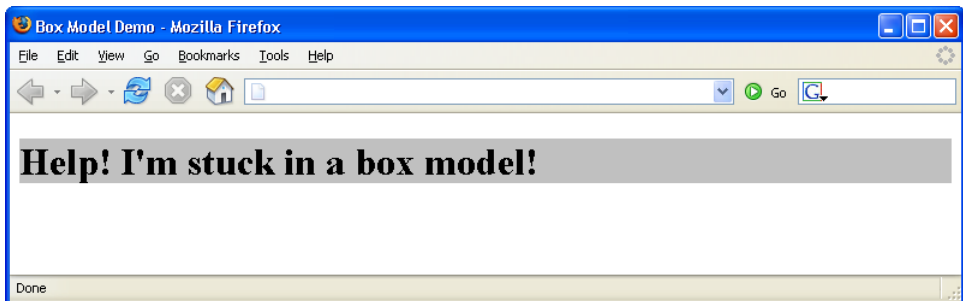 Box Model Demo - Mozilla Firefox
File Edit View Go Bookmarks Tools Help
Go G
Help! I'm stuck in a box model!
Done